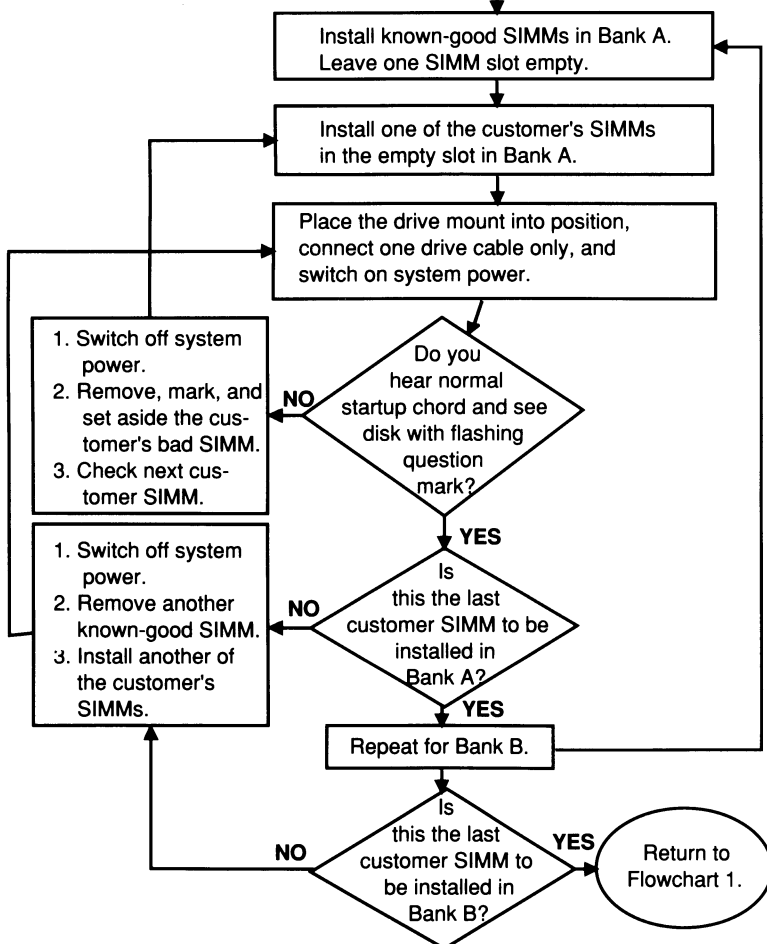 Install known-good SIMMs in Bank A.
Leave one SIMM slot empty.
Install one of the customer's SIMMs
in the empty slot in Bank A.
Place the drive mount into position,
connect one drive cable only, and
switch on system power.
Do you
hear normal
startup chord and see
disk with flashing
question
mark?
NO
1. Switch off system
power.
2. Remove, mark, and
set aside the cus-
tomer's bad SIMM.
3. Check next cus-
tomer SIMM.
YES
Is
this the last
customer SIMM to be
installed in
Bank A?
NO
1. Switch off system
power.
2. Remove another
known-good SIMM.
3. Install another of
the customer's
SIMMs.
YES
Repeat for Bank B.
Is
this the last
customer SIMM to
be installed in
Bank B?
NO
YES
Return to
Flowchart 1.